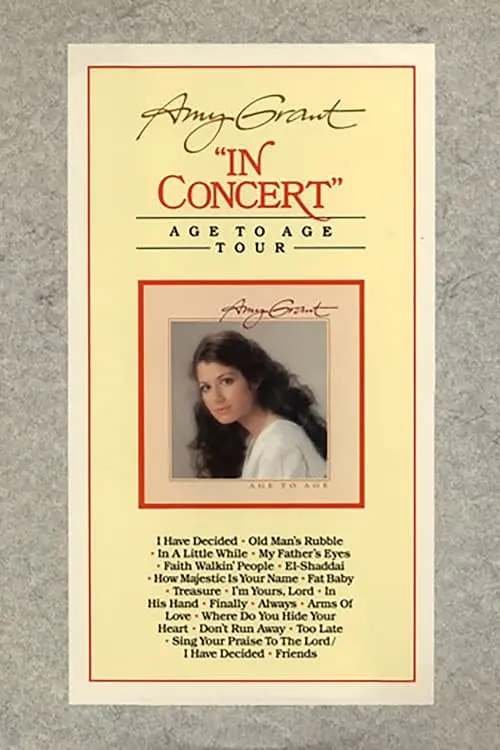 Amy Grant
“IN
CONCERT”
AGE TO AGE
TOUR
Amy Grant
AGE TO AGE
I Have Decided • Old Man's Rubble
• In A Little While • My Father's Eyes
• Faith Walkin' People • El-Shaddai
• How Majestic Is Your Name • Fat Baby
• Treasure • I'm Yours, Lord • In
His Hand • Finally • Always • Arms Of
Love • Where Do You Hide Your
Heart • Don't Run Away • Too Late
• Sing Your Praise To The Lord/
I Have Decided • Friends